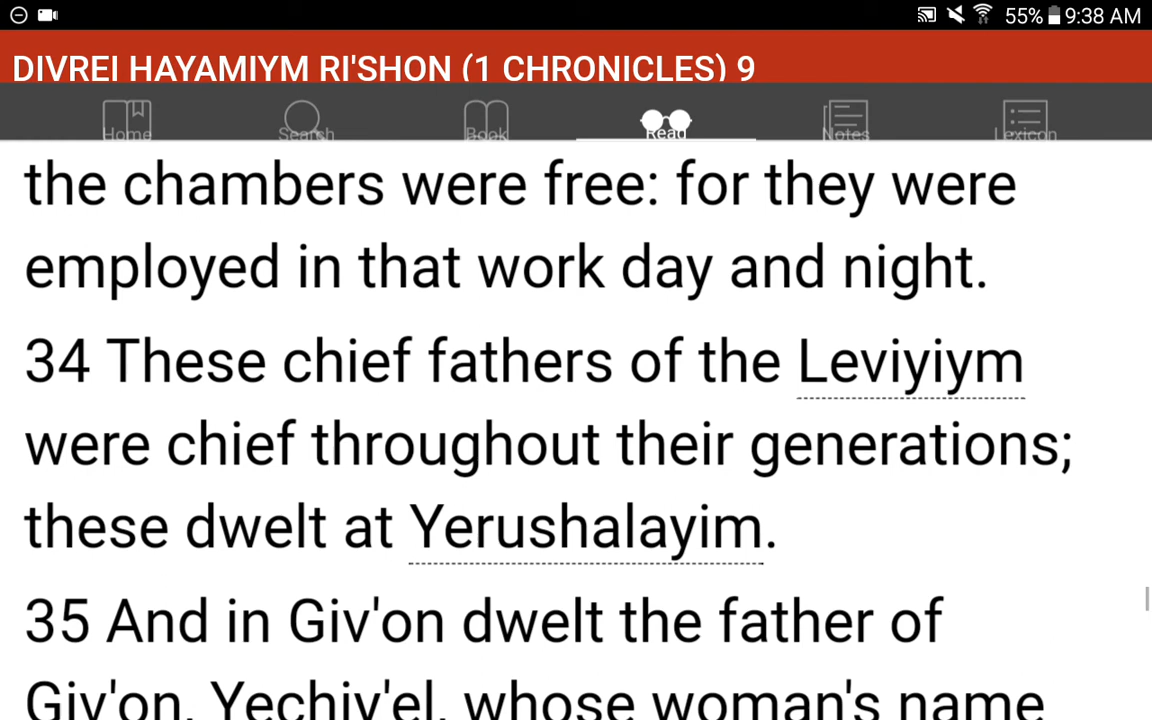 55% 9:38 AM
DIVREI HAYAMIYM RI'SHON (1 CHRONICLES) 9
Home Search Book Read Notes Lexicon
the chambers were free: for they were
employed in that work day and night.
34 These chief fathers of the Leviyiym
were chief throughout their generations;
these dwelt at Yerushalayim.
35 And in Giv'on dwelt the father of
Giv'on, Yechiy'el, whose woman's name